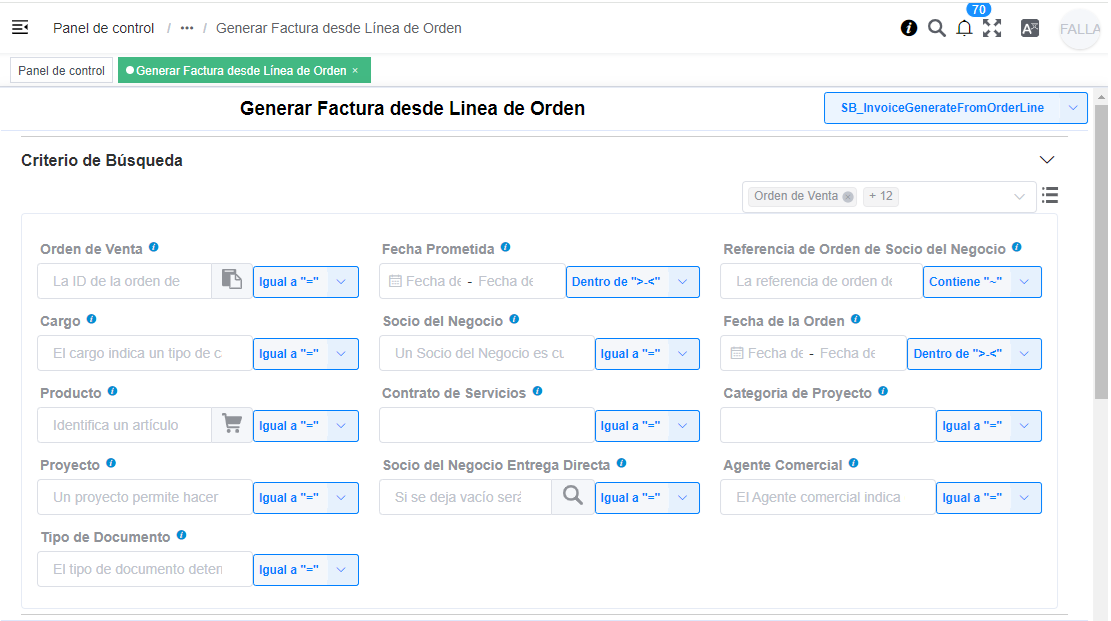 70
Panel de control / ••• / Generar Factura desde Línea de Orden
FALLA
Panel de control
Generar Factura desde Línea de Orden ×
Generar Factura desde Linea de Orden
SB_InvoiceGenerateFromOrderLine
Criterio de Búsqueda
Orden de Venta + 12
Orden de Venta Fecha Prometida Referencia de Orden de Socio del Negocio
La ID de la orden de Igual a "=" Fecha de - Fecha de Dentro de ">-<" La referencia de orden de Contiene "~"
Cargo Socio del Negocio Fecha de la Orden
El cargo indica un tipo de c Igual a "=" Un Socio del Negocio es cu Igual a "=" Fecha de - Fecha de Dentro de ">-<"
Producto Contrato de Servicios Categoria de Proyecto
Identifica un artículo Igual a "=" Igual a "=" Igual a "="
Proyecto Socio del Negocio Entrega Directa Agente Comercial
Un proyecto permite hacer Igual a "=" Si se deja vacío será Igual a "=" El Agente comercial indica Igual a "="
Tipo de Documento
El tipo de documento deten Igual a "="